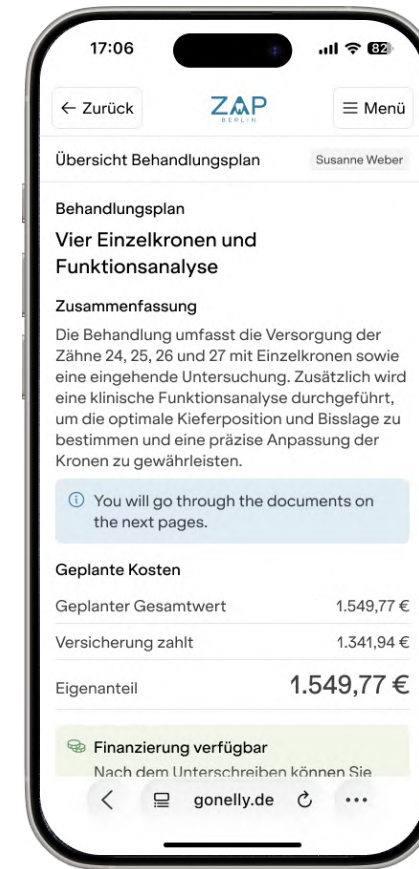 17:06
82
← Zurück
ZAP
BERLIN
Menü
Übersicht Behandlungsplan
Susanne Weber
Behandlungsplan
Vier Einzelkronen und
Funktionsanalyse
Zusammenfassung
Die Behandlung umfasst die Versorgung der
Zähne 24, 25, 26 und 27 mit Einzelkronen sowie
eine eingehende Untersuchung. Zusätzlich wird
eine klinische Funktionsanalyse durchgeführt,
um die optimale Kieferposition und Bisslage zu
bestimmen und eine präzise Anpassung der
Kronen zu gewährleisten.
You will go through the documents on
the next pages.
Geplante Kosten
Geplanter Gesamtwert 1.549,77 €
Versicherung zahlt 1.341,94 €
Eigenanteil 1.549,77 €
Finanzierung verfügbar
Nach dem Unterschreiben können Sie
gonelly.de